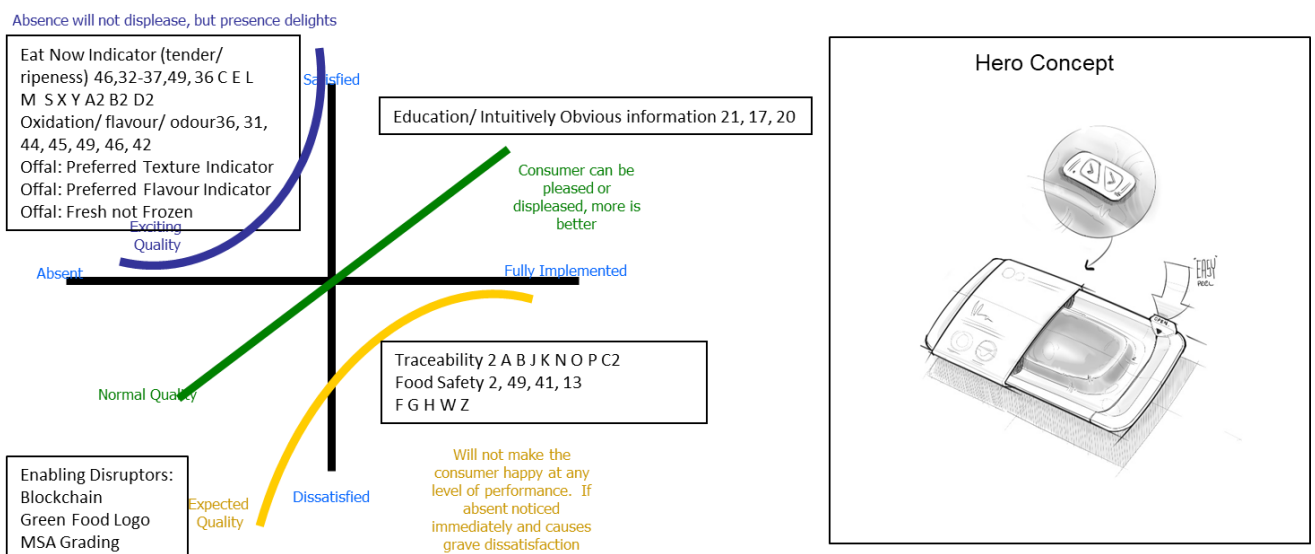 Absence will not displease, but presence delights
Eat Now Indicator (tender/
ripeness) 46,32-37,49, 36 C E L
M S X Y A2 B2 D2
Oxidation/ flavour/ odour36, 31,
44, 45, 49, 46, 42
Offal: Preferred Texture Indicator
Offal: Preferred Flavour Indicator
Offal: Fresh not Frozen
Exciting
Quality
Satisfied
Education/ Intuitively Obvious information 21, 17, 20
Consumer can be
pleased or
displeased, more is
better
Absent
Fully Implemented
Normal Quality
Traceability 2 A B J K N O P C2
Food Safety 2, 49, 41, 13
F G H W Z
Enabling Disruptors:
Blockchain
Green Food Logo
MSA Grading
Expected
Quality
Dissatisfied
Will not make the
consumer happy at any
level of performance. If
absent noticed
immediately and causes
grave dissatisfaction
Hero Concept
"EASY"
PEEL
OPEN